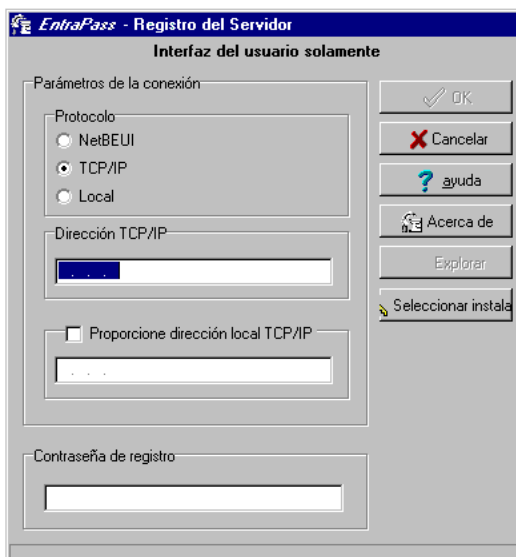 EntraPass - Registro del Servidor
Interfaz del usuario solamente
Parámetros de la conexión
Protocolo
NetBEUI
TCP/IP
Local
Dirección TCP/IP
. . .
Proporcione dirección local TCP/IP
. . .
Contraseña de registro
OK
Cancelar
ayuda
Acerca de
Explorar
Seleccionar instala